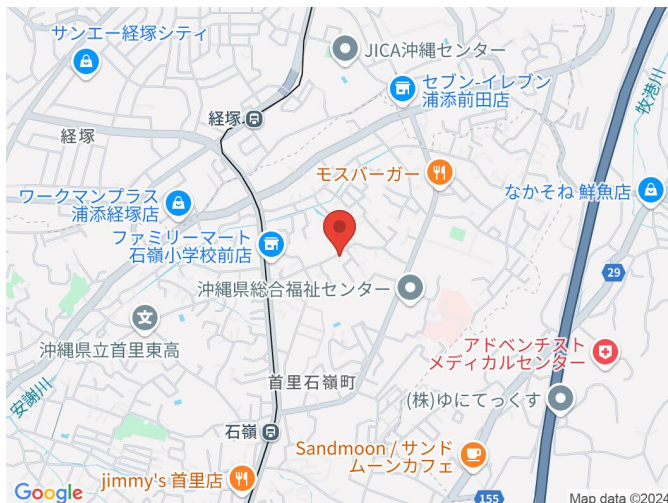 サンエー経塚シティ
JICA沖縄センター
セブン-イレブン
浦添前田店
牧港川
経塚
経塚
モスバーガー
なかそね 鮮魚店
ワークマンプラス
浦添経塚店
ファミリーマート
石嶺小学校前店
29
沖縄県総合福祉センター
沖縄県立首里東高
アドベンチスト
メディカルセンター
首里石嶺町
(株)ゆにてっくす
安謝川
石嶺
Sandmoon / サンド
ムーンカフェ
jimmy's 首里店
155
Google
Map data ©2024